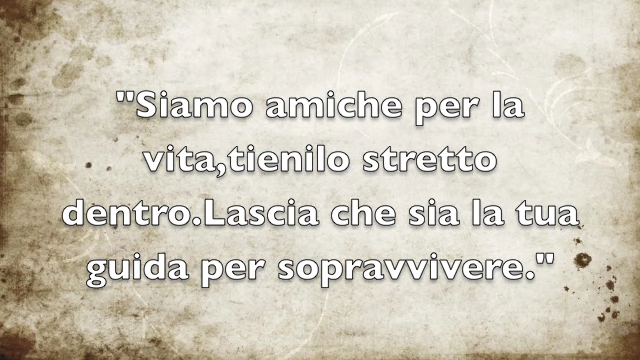 "Siamo amiche per la
vita,tienilo stretto
dentro.Lascia che sia la tua
guida per sopravvivere."